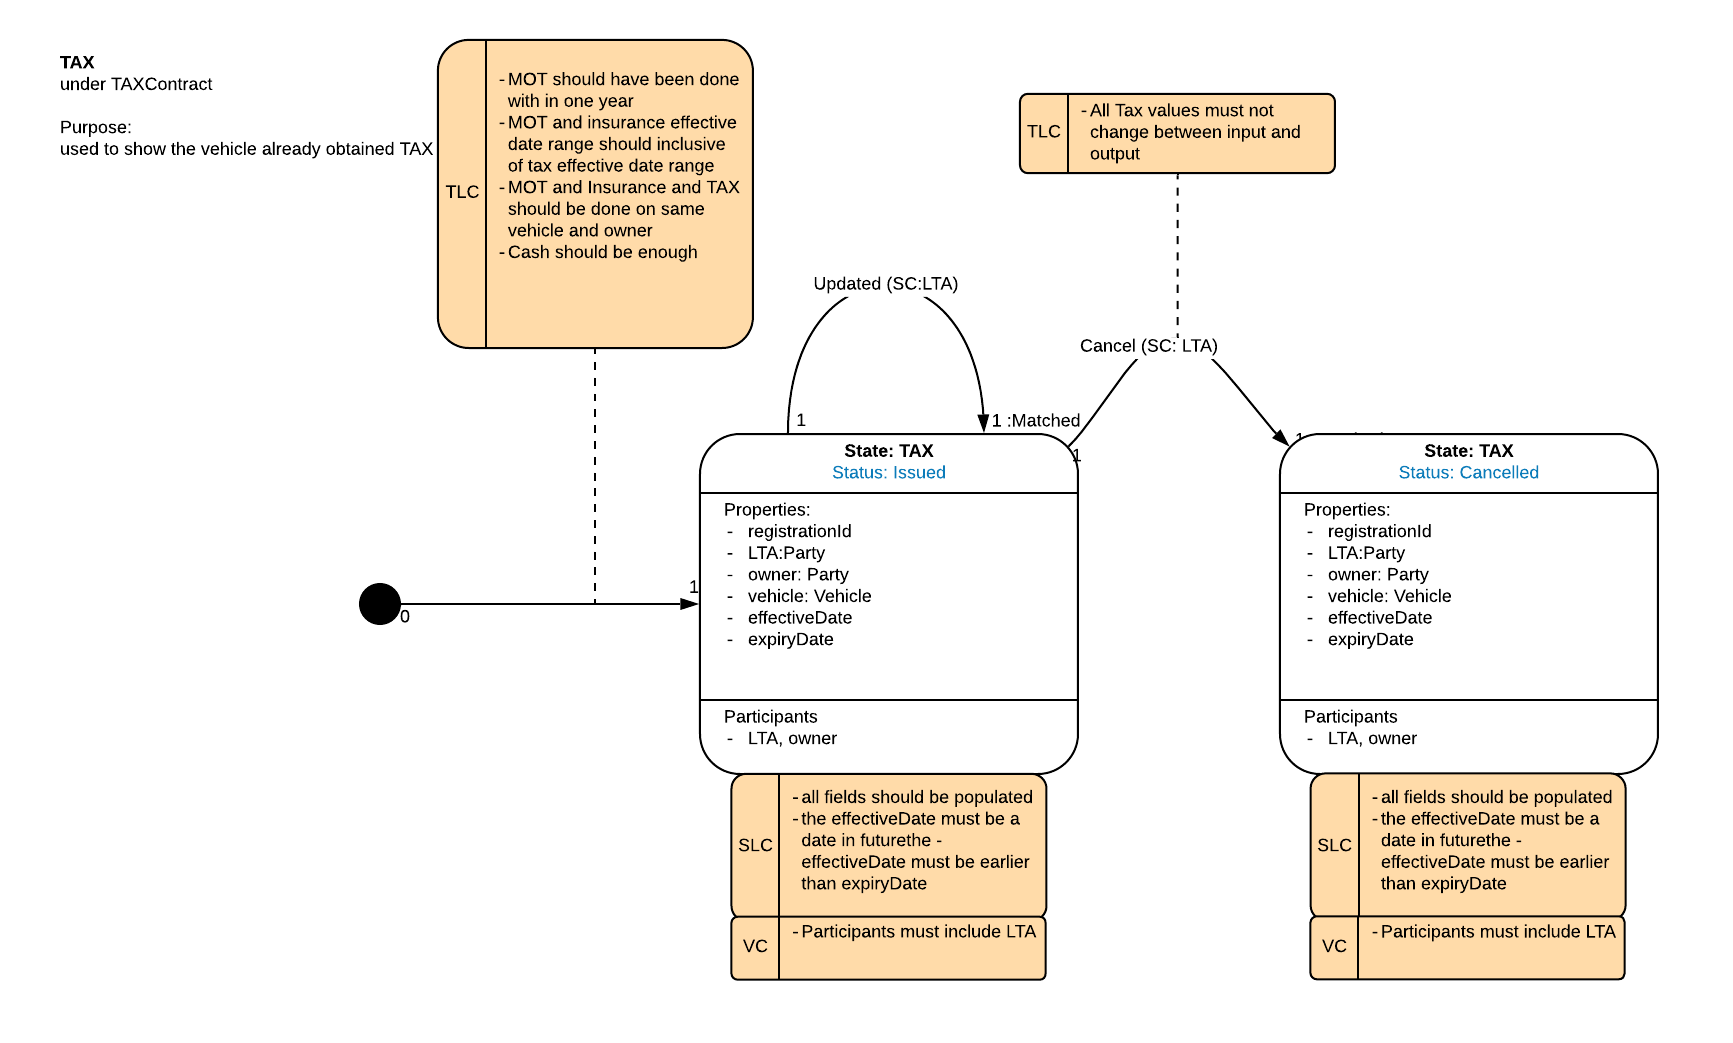 TAX
under TAXContract
Purpose:
used to show the vehicle already obtained TAX
TLC
- MOT should have been done
with in one year
- MOT and insurance effective
date range should inclusive
of tax effective date range
- MOT and Insurance and TAX
should be done on same
vehicle and owner
- Cash should be enough
TLC
- All Tax values must not
change between input and
output
Updated (SC:LTA)
Cancel (SC: LTA)
1
1 :Matched
1
1
0
1
State: TAX
Status: Issued
Properties:
- registrationId
- LTA:Party
- owner: Party
- vehicle: Vehicle
- effectiveDate
- expiryDate
Participants
- LTA, owner
SLC
- all fields should be populated
- the effectiveDate must be a
date in futurethe -
effectiveDate must be earlier
than expiryDate
VC
- Participants must include LTA
State: TAX
Status: Cancelled
Properties:
- registrationId
- LTA:Party
- owner: Party
- vehicle: Vehicle
- effectiveDate
- expiryDate
Participants
- LTA, owner
SLC
- all fields should be populated
- the effectiveDate must be a
date in futurethe -
effectiveDate must be earlier
than expiryDate
VC
- Participants must include LTA